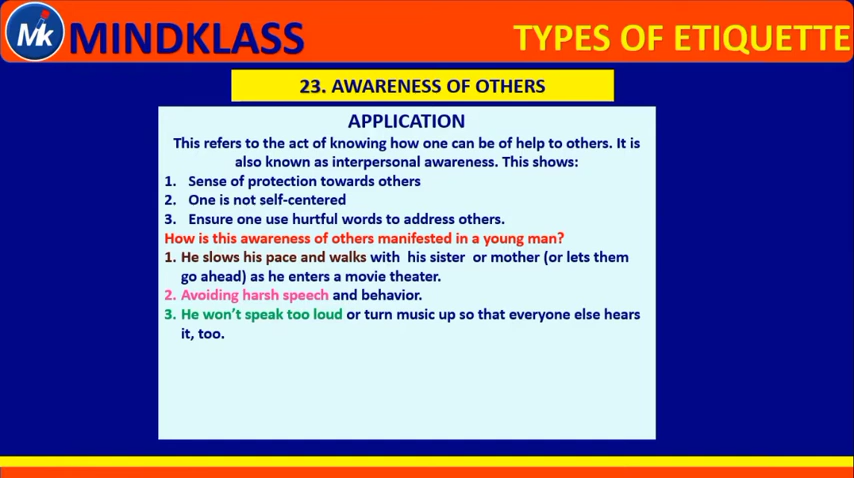 Mk MINDKLASS
TYPES OF ETIQUETTE
23. AWARENESS OF OTHERS
APPLICATION
This refers to the act of knowing how one can be of help to others. It is
also known as interpersonal awareness. This shows:
1. Sense of protection towards others
2. One is not self-centered
3. Ensure one use hurtful words to address others.
How is this awareness of others manifested in a young man?
1. He slows his pace and walks with his sister or mother (or lets them
go ahead) as he enters a movie theater.
2. Avoiding harsh speech and behavior.
3. He won't speak too loud or turn music up so that everyone else hears
it, too.